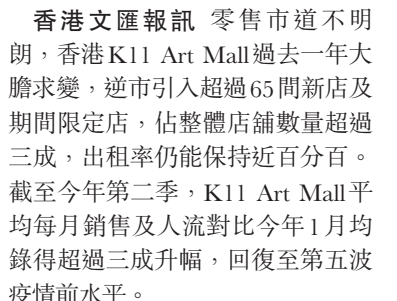 香港文匯報訊 零售市道不明
朗，香港K11 Art Mall過去一年大
膽求變，逆市引入超過65間新店及
期間限定店，佔整體店舖數量超過
三成，出租率仍能保持近百分百。
截至今年第二季，K11 Art Mall平
均每月銷售及人流對比今年1月均
錄得超過三成升幅，回復至第五波
疫情前水平。